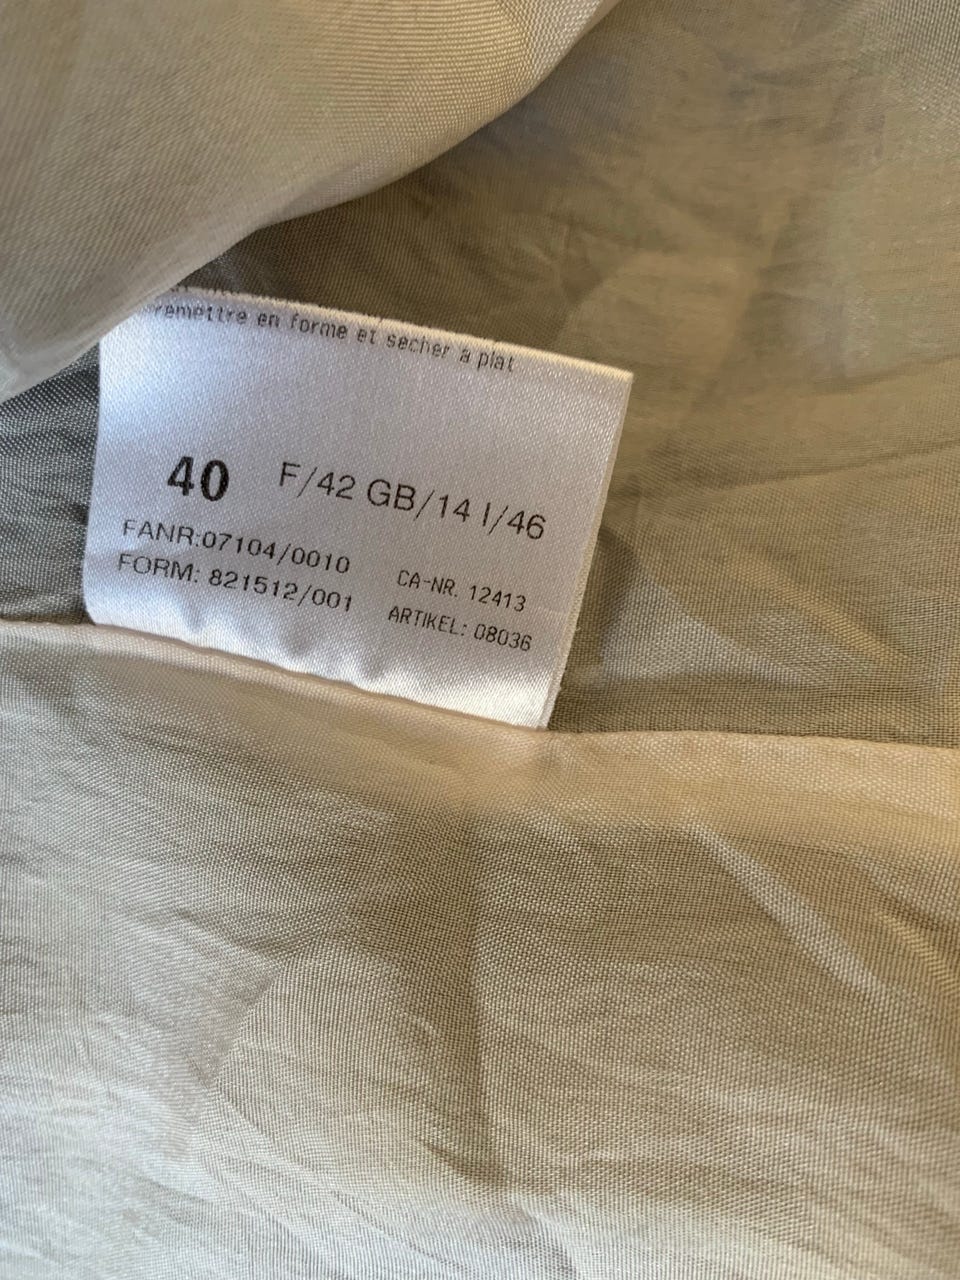 remettre en forme et secher a plat
40 F/42 GB/14 I/46
FANR:07104/0010
CA-NR. 12413
FORM: 821512/001
ARTIKEL: 08036